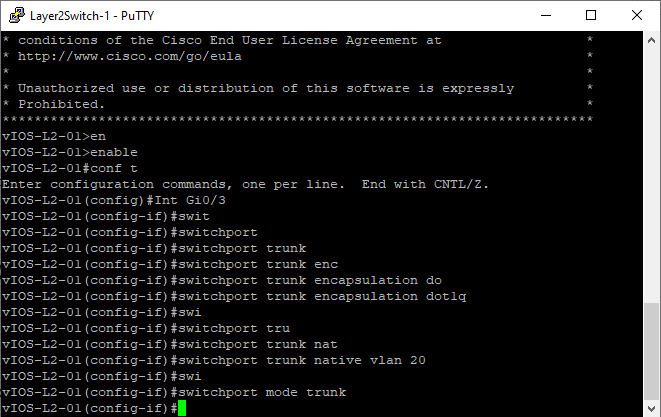 Layer2Switch-1 - PuTTY
* conditions of the Cisco End User License Agreement at *
* http://www.cisco.com/go/eula *
* *
* Unauthorized use or distribution of this software is expressly *
* Prohibited. *
**************************************************************************
vIOS-L2-01>en
vIOS-L2-01>enable
vIOS-L2-01#conf t
Enter configuration commands, one per line. End with CNTL/Z.
vIOS-L2-01(config)#Int Gi0/3
vIOS-L2-01(config-if)#swit
vIOS-L2-01(config-if)#switchport
vIOS-L2-01(config-if)#switchport trunk
vIOS-L2-01(config-if)#switchport trunk enc
vIOS-L2-01(config-if)#switchport trunk encapsulation do
vIOS-L2-01(config-if)#switchport trunk encapsulation dot1q
vIOS-L2-01(config-if)#swi
vIOS-L2-01(config-if)#switchport tru
vIOS-L2-01(config-if)#switchport trunk nat
vIOS-L2-01(config-if)#switchport trunk native vlan 20
vIOS-L2-01(config-if)#swi
vIOS-L2-01(config-if)#switchport mode trunk
vIOS-L2-01(config-if)#